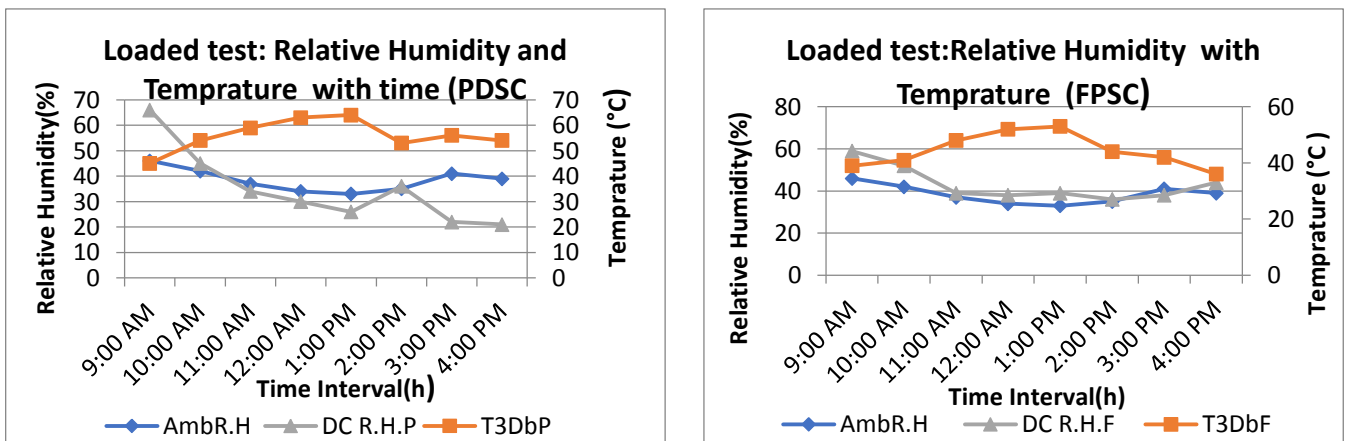 Loaded test: Relative Humidity and
Temprature with time (PDSC
Relative Humidity(%)
70
60
50
40
30
20
10
0
70
60
50
40
30
20
10
0
Temprature (°C)
9:00 AM
10:00 AM
11:00 AM
12:00 AM
1:00 PM
2:00 PM
3:00 PM
4:00 PM
Time Interval(h)
AmbR.H DC R.H.P T3DbP
Loaded test:Relative Humidity with
Temprature (FPSC)
Relative Humidity(%)
80
60
40
20
0
60
40
20
0
Temprature (°C)
9:00 AM
10:00 AM
11:00 AM
12:00 AM
1:00 PM
2:00 PM
3:00 PM
4:00 PM
Time Interval(h)
AmbR.H DC R.H.F T3DbF